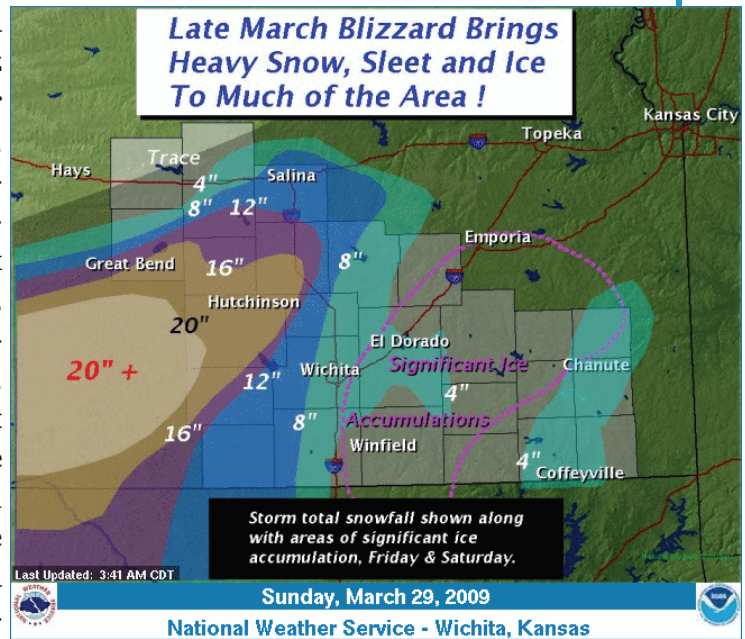 Late March Blizzard Brings
Heavy Snow, Sleet and Ice
To Much of the Area !
Kansas City
Topeka
Hays
Trace
4"
Salina
8"
12"
Emporia
Great Bend
16"
8"
Hutchinson
20"
El Dorado
20" +
Wichita
Significant Ice
Chanute
12"
4"
16"
8"
Accumulations
Winfield
4"
Coffeyville
Storm total snowfall shown along
with areas of significant ice
accumulation, Friday & Saturday.
Last Updated: 3:41 AM CDT
Sunday, March 29, 2009
National Weather Service - Wichita, Kansas